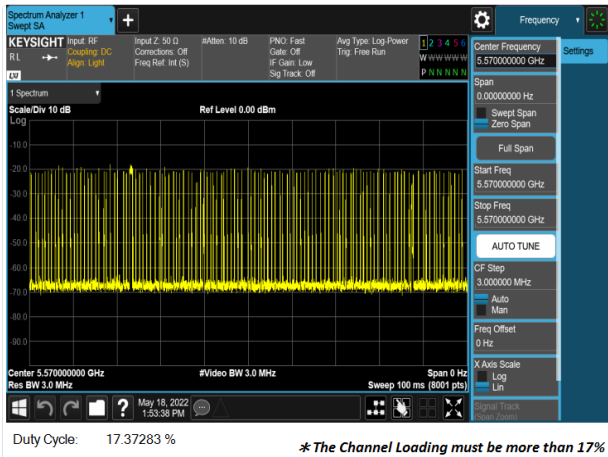 Spectrum Analyzer 1
Swept SA
+
Frequency
KEYSIGHT
RL
LV
Input: RF
Coupling: DC
Align: Light
Input Z: 50 Ω
Corrections: Off
Freq Ref: Int (S)
#Atten: 10 dB
PNO: Fast
Gate: Off
IF Gain: Low
Sig Track: Off
Avg Type: Log-Power
Trig: Free Run
1 2 3 4 5 6
W W W W W W
P N N N N N
1 Spectrum
Scale/Div 10 dB
Ref Level 0.00 dBm
Log
-10.0
-20.0
-30.0
-40.0
-50.0
-60.0
-70.0
-80.0
-90.0
Center 5.570000000 GHz
#Video BW 3.0 MHz
Span 0 Hz
Res BW 3.0 MHz
Sweep 100 ms (8001 pts)
Center Frequency
5.570000000 GHz
Settings
Span
0.00000000 Hz
Swept Span
Zero Span
Full Span
Start Freq
5.570000000 GHz
Stop Freq
5.570000000 GHz
AUTO TUNE
CF Step
3.000000 MHz
Auto
Man
Freq Offset
0 Hz
X Axis Scale
Log
Lin
Signal Track
(Span Zoom)
?
May 18, 2022
1:53:38 PM
Duty Cycle: 17.37283 %
* The Channel Loading must be more than 17%